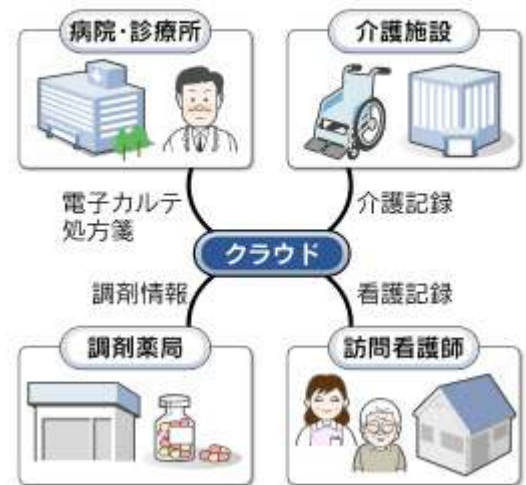 病院・診療所
介護施設
電子カルテ
処方箋
介護記録
クラウド
調剤情報
看護記録
調剤薬局
訪問看護師